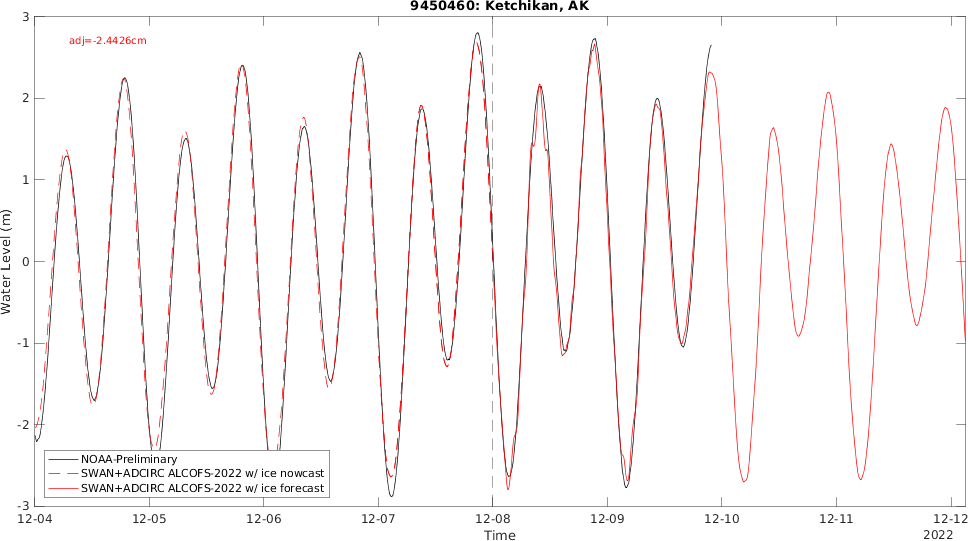 9450460: Ketchikan, AK
adj=-2.4426cm
3
2
1
0
-1
-2
-3
Water Level (m)
NOAA-Preliminary
SWAN+ADCIRC ALCOFS-2022 w/ ice nowcast
SWAN+ADCIRC ALCOFS-2022 w/ ice forecast
12-04 12-05 12-06 12-07 12-08 12-09 12-10 12-11 12-12
Time
2022